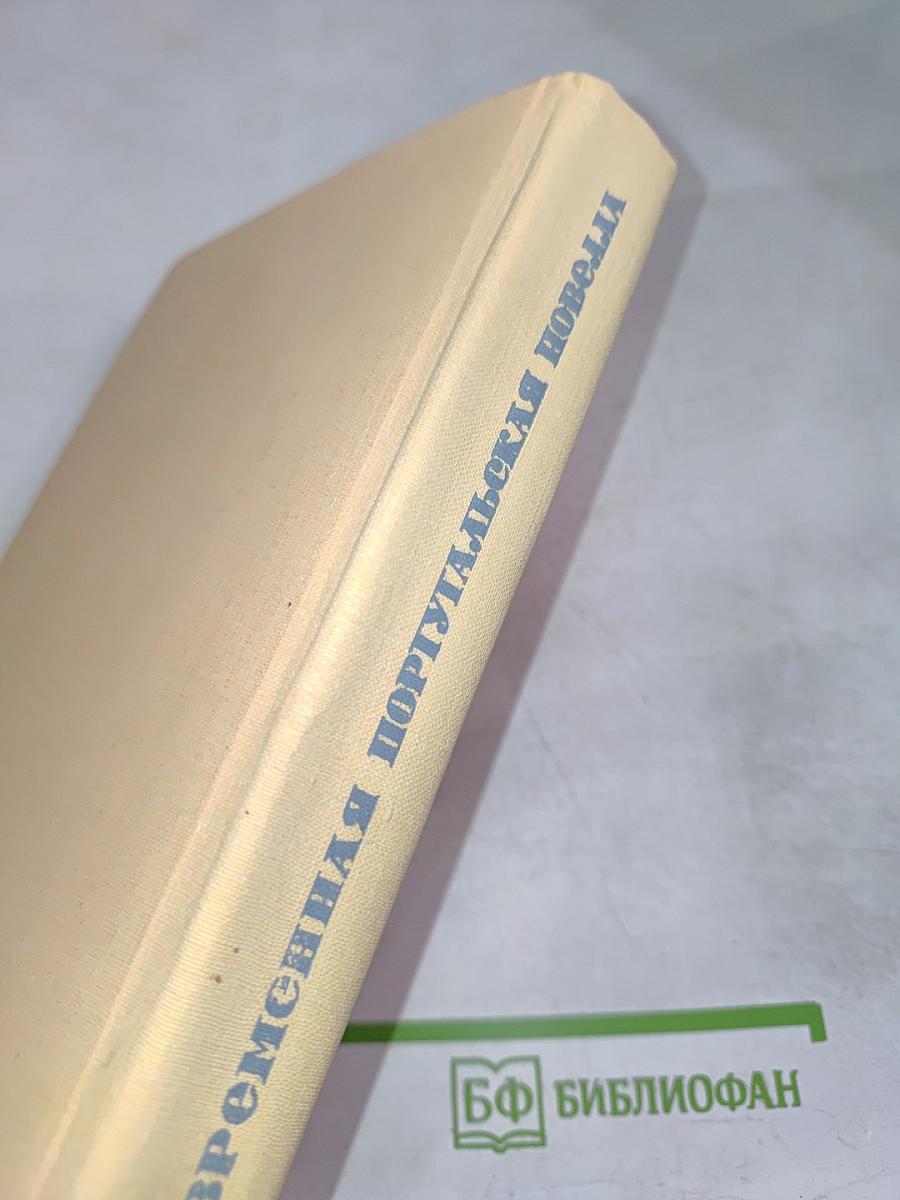 временная португальская новелла
БФ БИБЛИОФАН